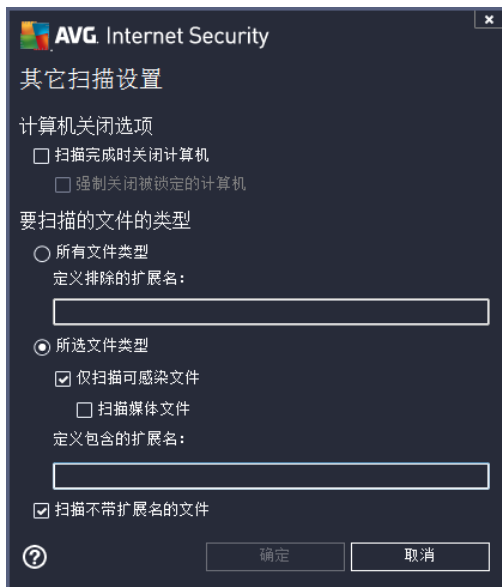 AVG. Internet Security
其它扫描设置
计算机关闭选项
扫描完成时关闭计算机
强制关闭被锁定的计算机
要扫描的文件的类型
所有文件类型
定义排除的扩展名:
所选文件类型
仅扫描可感染文件
扫描媒体文件
定义包含的扩展名:
扫描不带扩展名的文件
确定 取消